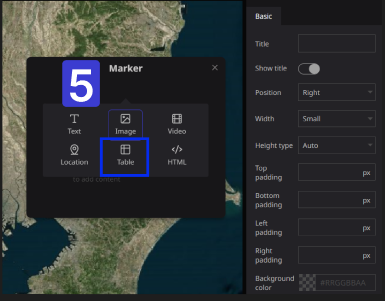 Marker
×
5
Text
Image
Video
Location
Table
HTML
to add content
Basic
Title
Show title
Position
Right
Width
Small
Height type
Auto
Top
padding
px
Bottom
padding
px
Left
padding
px
Right
padding
px
Background
color
#RRGGBBAA